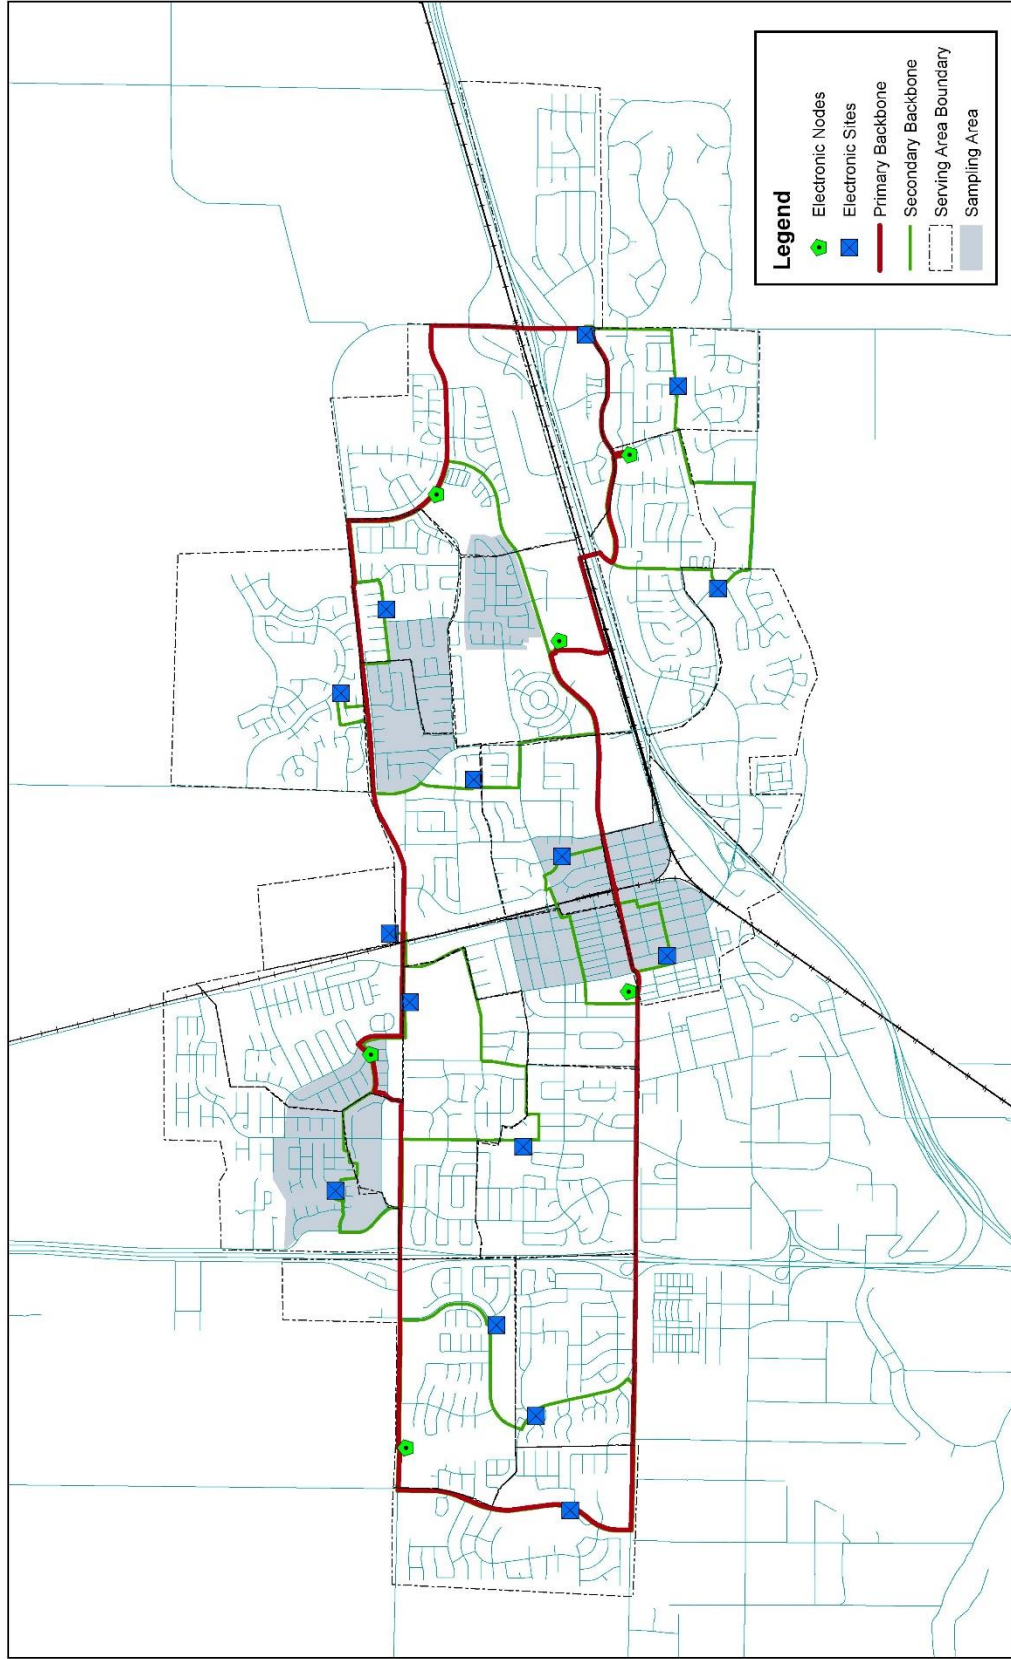 Legend
Electronic Nodes
Electronic Sites
Primary Backbone
Secondary Backbone
Serving Area Boundary
Sampling Area